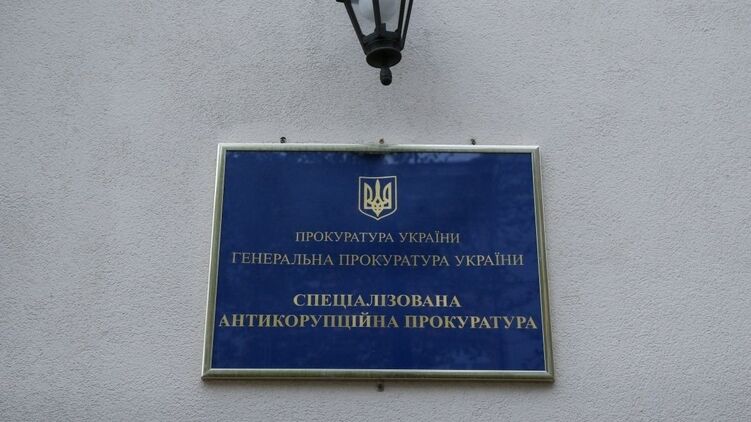 ПРОКУРАТУРА УКРАЇНИ
ГЕНЕРАЛЬНА ПРОКУРАТУРА УКРАЇНИ
СПЕЦІАЛІЗОВАНА
АНТИКОРУПЦІЙНА ПРОКУРАТУРА